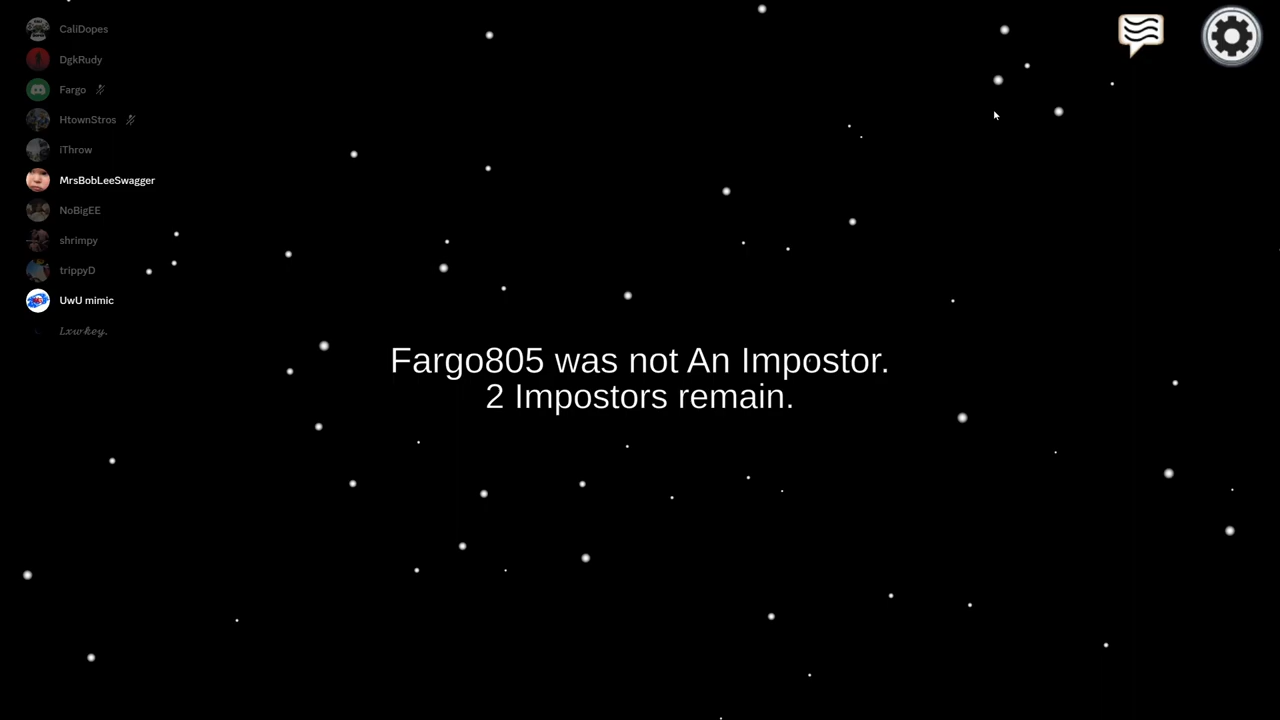 CaliDopes
DgkRudy
Fargo
HtownStros
iThrow
MrsBobLeeSwagger
NoBigEE
shrimpy
trippyD
UwU mimic
Lxwkey.
Fargo805 was not An Impostor.
2 Impostors remain.